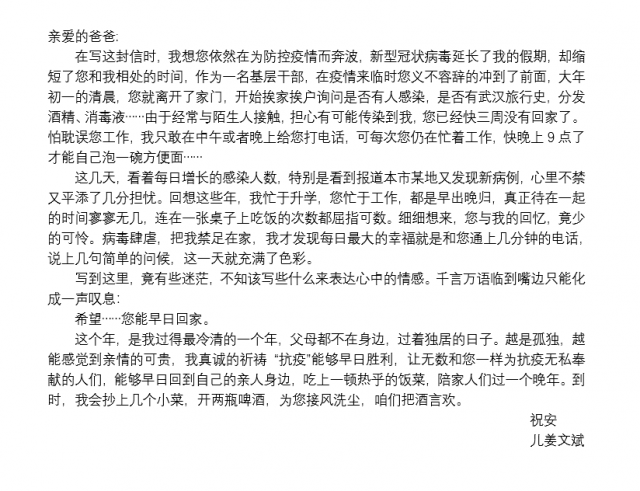 亲爱的爸爸:
在写这封信时，我想您依然在为防控疫情而奔波，新型冠状病毒延长了我的假期，却缩
短了您和我相处的时间，作为一名基层干部，在疫情来临时您义不容辞的冲到了前面，大年
初一的清晨，您就离开了家门，开始挨家挨户询问是否有人感染，是否有武汉旅行史，分发
酒精、消毒液……由于经常与陌生人接触，担心有可能传染到我，您已经快三周没有回家了。
怕耽误您工作，我只敢在中午或者晚上给您打电话，可每次您仍在忙着工作，快晚上 9 点了
才能自己泡一碗方便面……
这几天，看着每日增长的感染人数，特别是看到报道本市某地又发现新病例，心里不禁
又平添了几分担忧。回想这些年，我忙于升学，您忙于工作，都是早出晚归，真正待在一起
的时间寥寥无几，连在一张桌子上吃饭的次数都屈指可数。细细想来，您与我的回忆，竟少
的可怜。病毒肆虐，把我禁足在家，我才发现每日最大的幸福就是和您通上几分钟的电话，
说上几句简单的问候，这一天就充满了色彩。
写到这里，竟有些迷茫，不知该写些什么来表达心中的情感。千言万语临到嘴边只能化
成一声叹息：
希望……您能早日回家。
这个年，是我过得最冷清的一个年，父母都不在身边，过着独居的日子。越是孤独，越
能感觉到亲情的可贵，我真诚的祈祷 “抗疫”能够早日胜利，让无数和您一样为抗疫无私奉
献的人们，能够早日回到自己的亲人身边，吃上一顿热乎的饭菜，陪家人们过一个晚年。到
时，我会抄上几个小菜，开两瓶啤酒，为您接风洗尘，咱们把酒言欢。
祝安
儿姜文斌